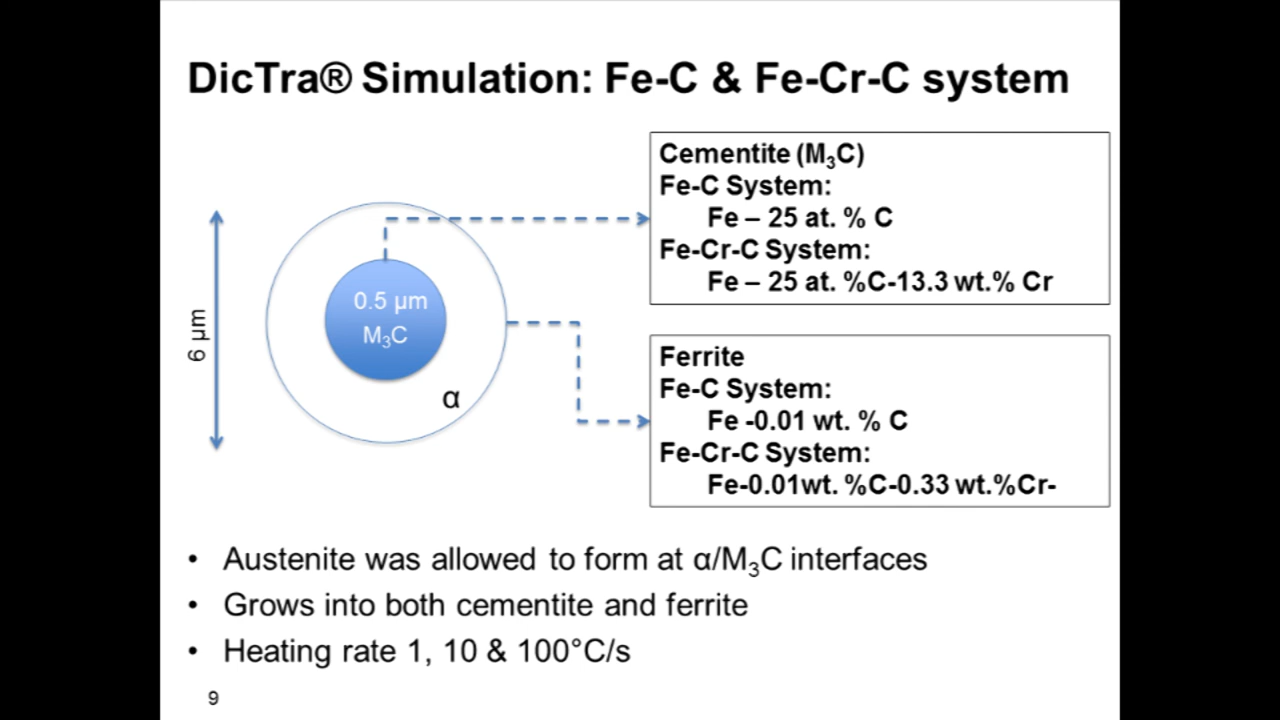 DicTra® Simulation: Fe-C & Fe-Cr-C system
Cementite (M₃C)
Fe-C System:
Fe – 25 at. % C
Fe-Cr-C System:
Fe – 25 at. %C-13.3 wt.% Cr
6 µm
0.5 µm
M₃C
α
Ferrite
Fe-C System:
Fe -0.01 wt. % C
Fe-Cr-C System:
Fe-0.01wt. %C-0.33 wt.%Cr-
• Austenite was allowed to form at α/M₃C interfaces
• Grows into both cementite and ferrite
• Heating rate 1, 10 & 100°C/s
9